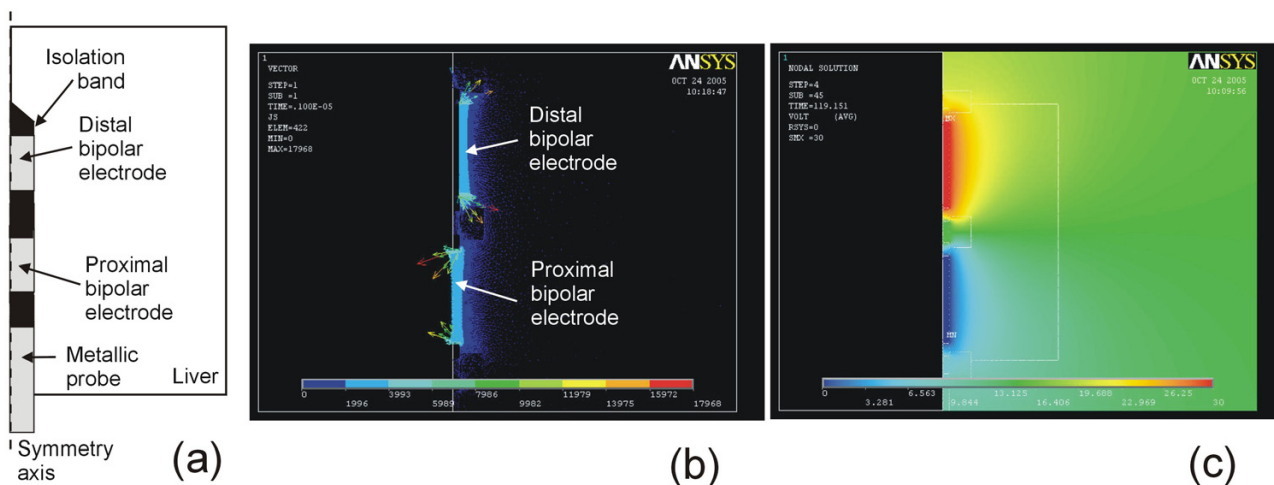 Isolation
band
Distal
bipolar
electrode
Proximal
bipolar
electrode
Metallic
probe
Liver
Symmetry
axis
(a)
1
VECTOR
STEP=1
SUB =1
TIME=.100E-05
JS
ELEM=422
MIN=0
MAX=17968
ANSYS
OCT 24 2005
10:18:47
Distal
bipolar
electrode
Proximal
bipolar
electrode
0 3993 7986 11979 15972
1996 5989 9982 13975 17968
(b)
1
NODAL SOLUTION
STEP=4
SUB =45
TIME=119.151
VOLT (AVG)
RSYS=0
SMX =30
ANSYS
OCT 24 2005
10:09:56
MX
MN
0 6.563 13.125 19.688 26.25
3.281 9.844 16.406 22.969 30
(c)